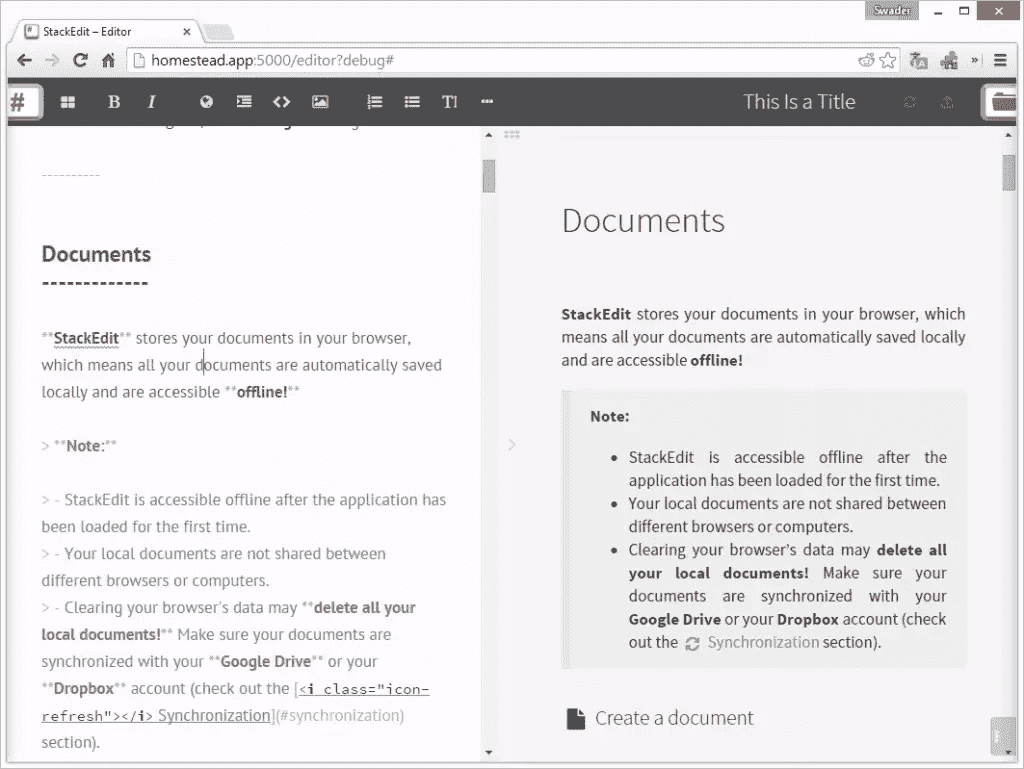 Swader
StackEdit – Editor
homestead.app:5000/editor?debug#
#
B I
This Is a Title
----------
Documents
-------------
**StackEdit** stores your documents in your browser,
which means all your documents are automatically saved
locally and are accessible **offline!**
> **Note:**
> - StackEdit is accessible offline after the application has
been loaded for the first time.
> - Your local documents are not shared between
different browsers or computers.
> - Clearing your browser's data may **delete all your
local documents!** Make sure your documents are
synchronized with your **Google Drive** or your
**Dropbox** account (check out the [<i class="icon-
refresh"></i> Synchronization](#synchronization)
section).
Documents
StackEdit stores your documents in your browser, which
means all your documents are automatically saved locally
and are accessible offline!
Note:
• StackEdit is accessible offline after the
application has been loaded for the first time.
• Your local documents are not shared between
different browsers or computers.
• Clearing your browser's data may delete all
your local documents! Make sure your
documents are synchronized with your
Google Drive or your Dropbox account (check
out the Synchronization section).
Create a document